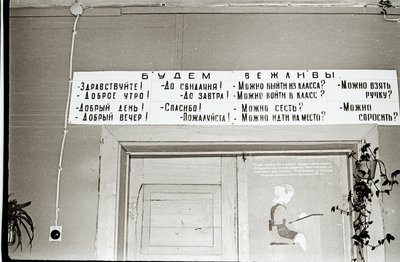 БУДЕМ ВЕЖЛИВЫ
-Здравствуйте! -До свидания! -Можно выйти из класса? -Можно взять
-Доброе утро! -До завтра! -Можно войти в класс? ручку?
-Добрый день! -Спасибо! -Можно сесть? -Можно
-Добрый вечер! -Пожалуйста! -Можно идти на место? спросить?